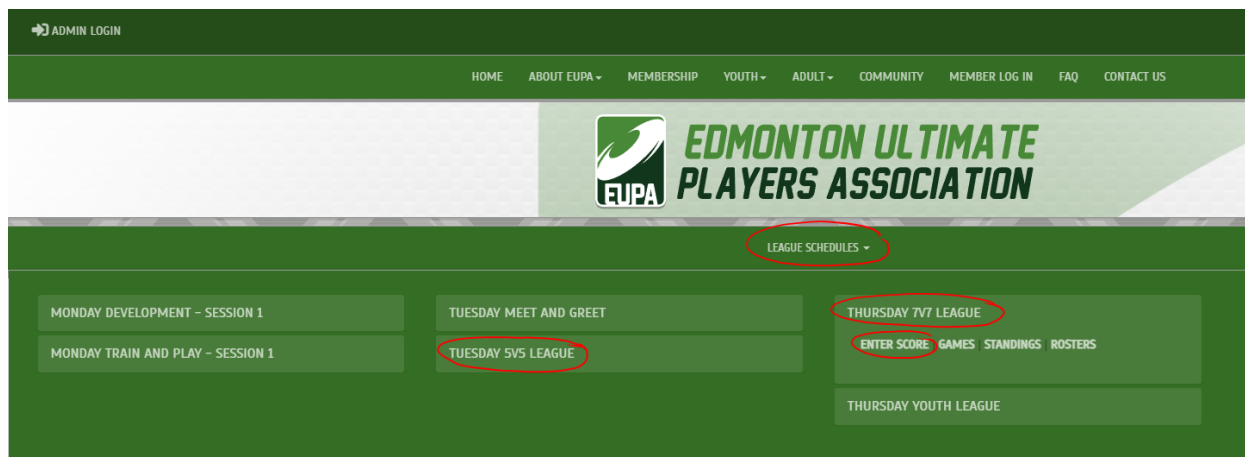 ADMIN LOGIN
HOME ABOUT EUPA MEMBERSHIP YOUTH ADULT COMMUNITY MEMBER LOG IN FAQ CONTACT US
EUPA
EDMONTON ULTIMATE
PLAYERS ASSOCIATION
LEAGUE SCHEDULES
MONDAY DEVELOPMENT - SESSION 1
MONDAY TRAIN AND PLAY - SESSION 1
TUESDAY MEET AND GREET
TUESDAY 5V5 LEAGUE
THURSDAY 7V7 LEAGUE
ENTER SCORE | GAMES | STANDINGS | ROSTERS
THURSDAY YOUTH LEAGUE